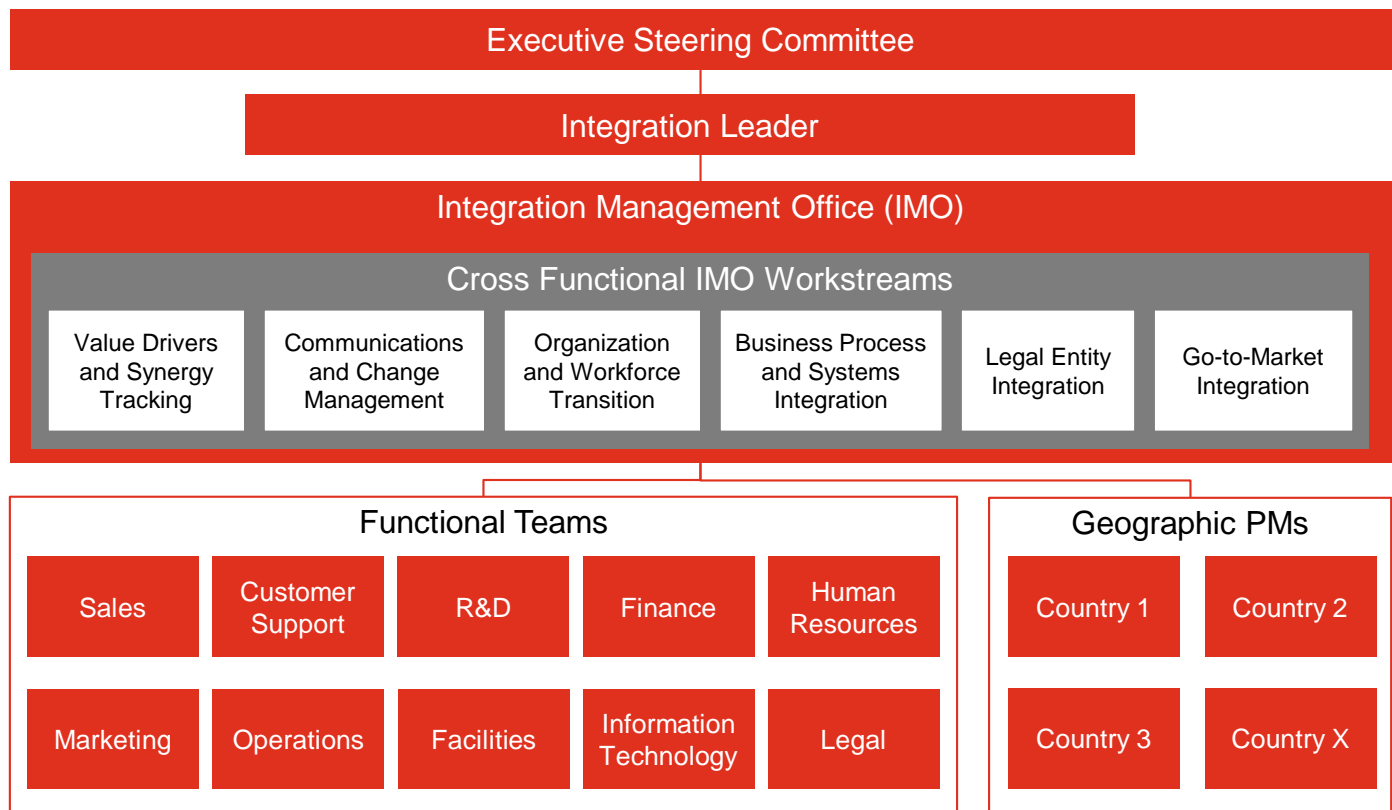 Executive Steering Committee
Integration Leader
Integration Management Office (IMO)
Cross Functional IMO Workstreams
Value Drivers
and Synergy
Tracking
Communications
and Change
Management
Organization
and Workforce
Transition
Business Process
and Systems
Integration
Legal Entity
Integration
Go-to-Market
Integration
Functional Teams
Sales
Customer
Support
R&D
Finance
Human
Resources
Marketing
Operations
Facilities
Information
Technology
Legal
Geographic PMs
Country 1
Country 2
Country 3
Country X